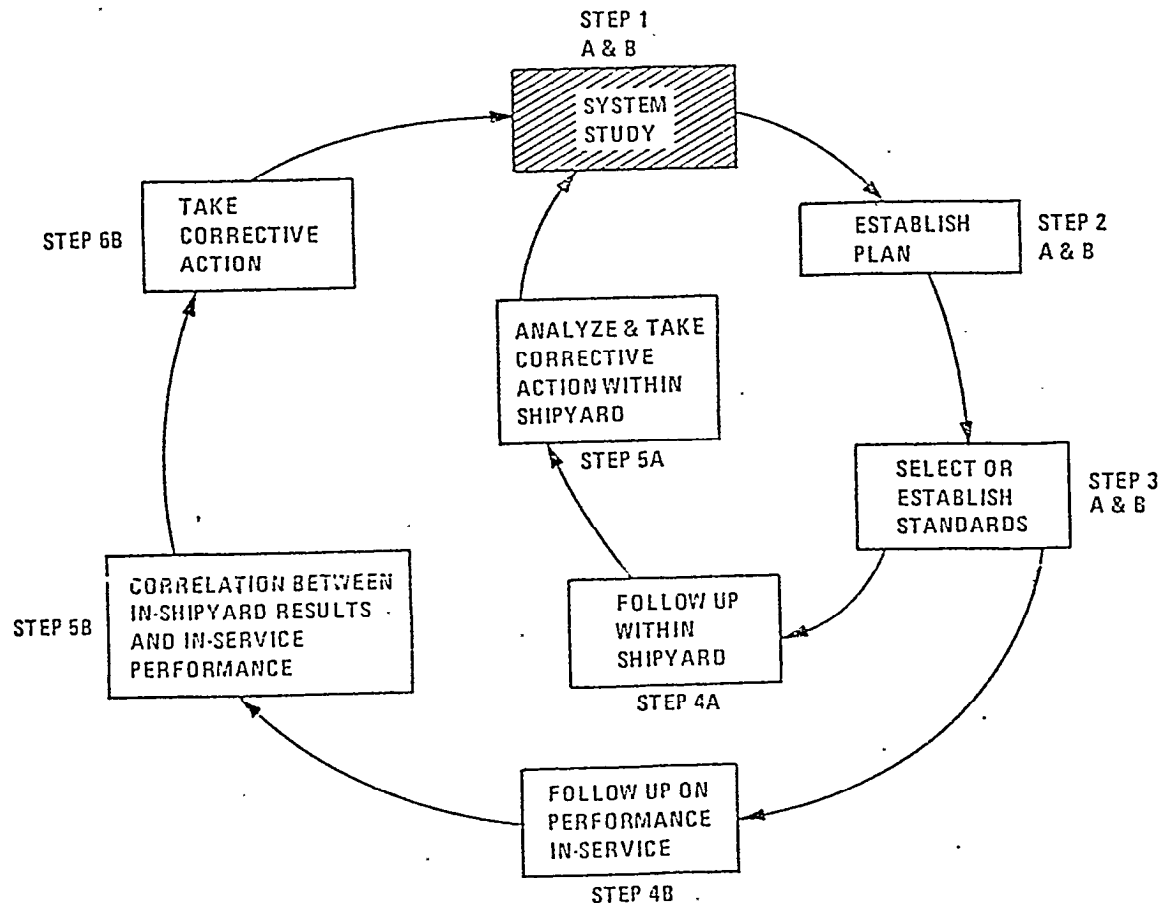 STEP 1
A & B
SYSTEM
STUDY
ESTABLISH
PLAN
STEP 2
A & B
SELECT OR
ESTABLISH
STANDARDS
STEP 3
A & B
FOLLOW UP
WITHIN
SHIPYARD
STEP 4A
ANALYZE & TAKE
CORRECTIVE
ACTION WITHIN
SHIPYARD
STEP 5A
FOLLOW UP ON
PERFORMANCE
IN-SERVICE
STEP 4B
STEP 5B
CORRELATION BETWEEN
IN-SHIPYARD RESULTS
AND IN-SERVICE
PERFORMANCE
STEP 6B
TAKE
CORRECTIVE
ACTION